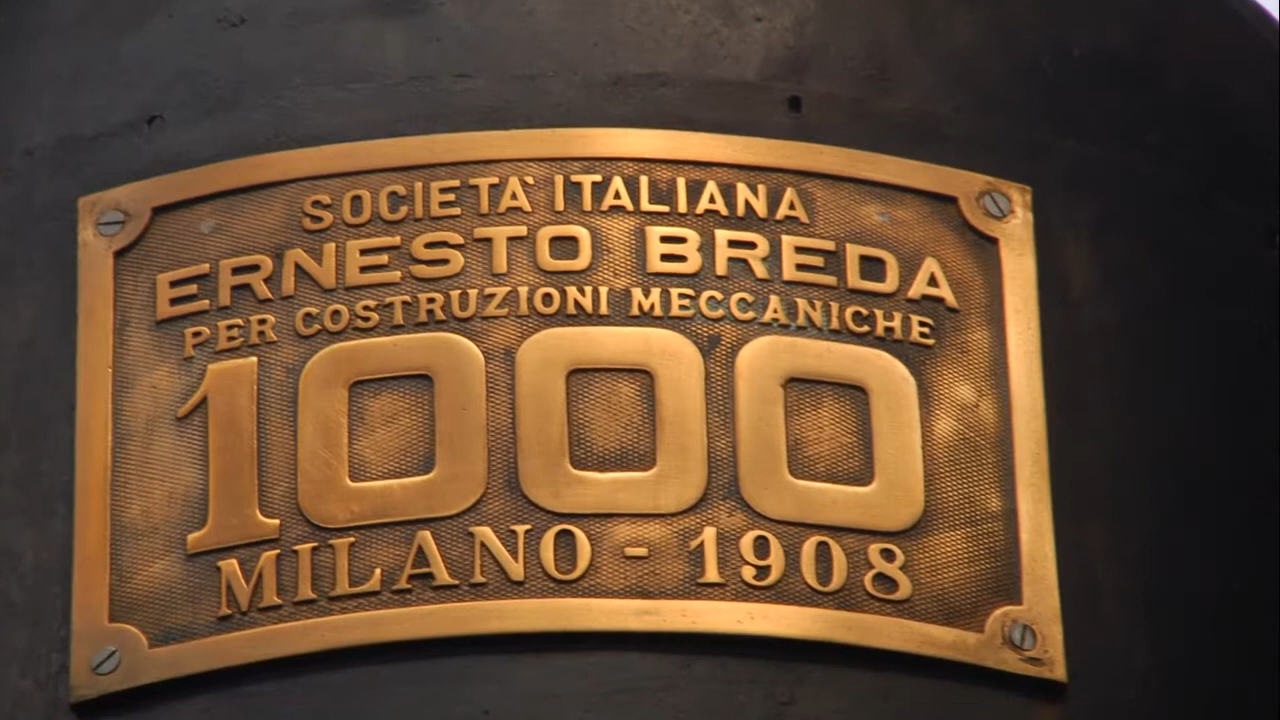 SOCIETA' ITALIANA
ERNESTO BREDA
PER COSTRUZIONI MECCANICHE
1000
MILANO - 1908